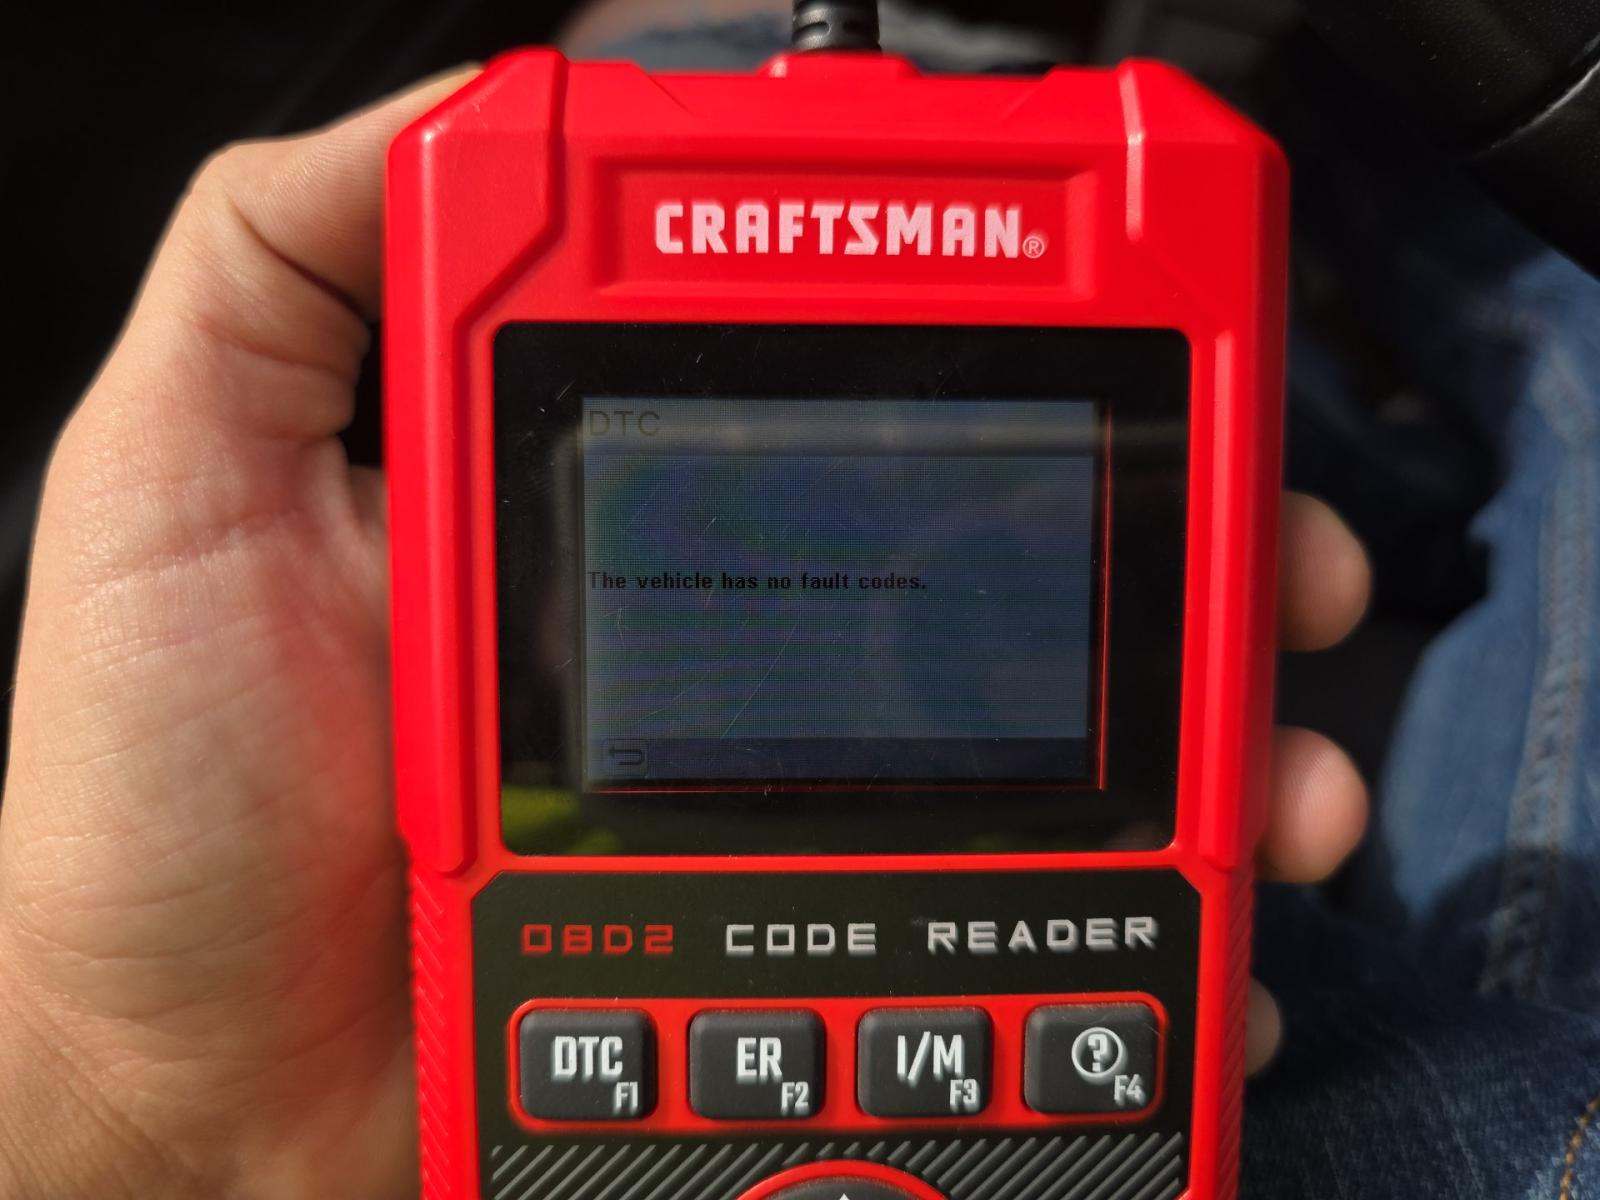 CRAFTSMAN®
DTC
The vehicle has no fault codes.
OBD2 CODE READER
DTC F1 ER F2 I/M F3 ? F4